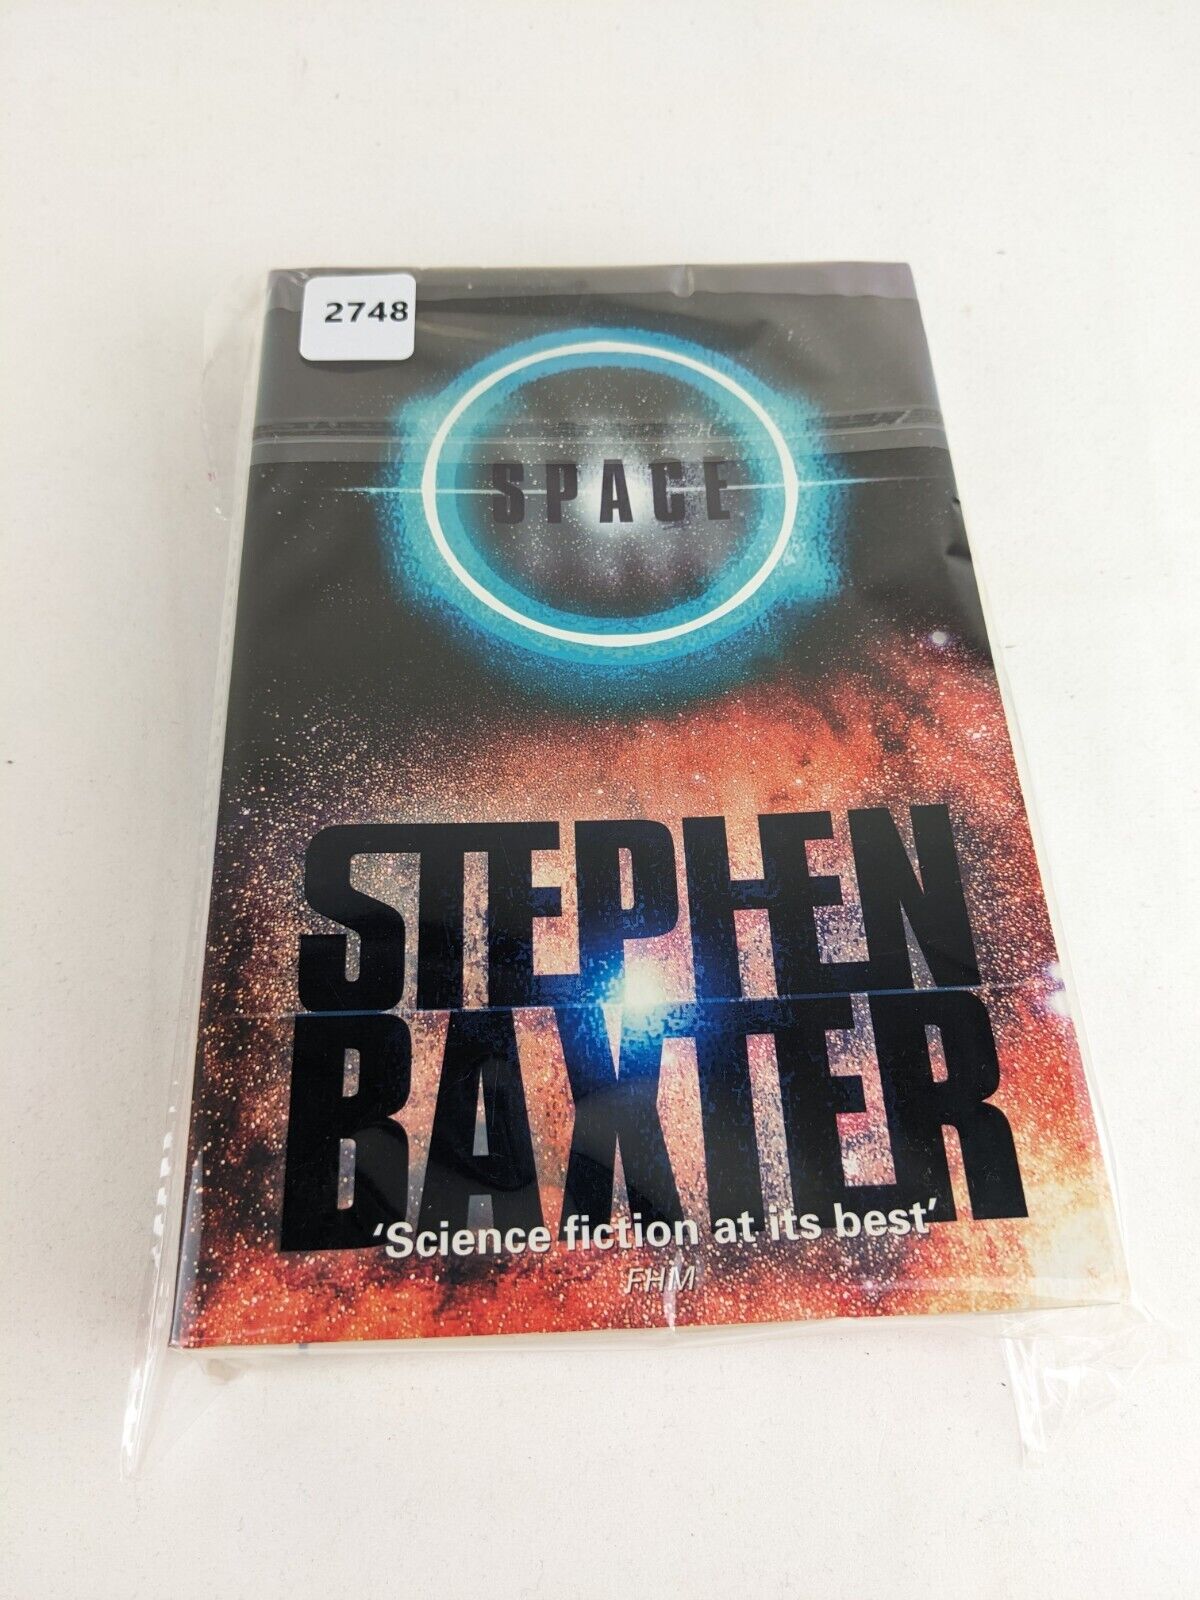 2748
SPACE
STEPHEN
BAXTER
‘Science fiction at its best’
FHM